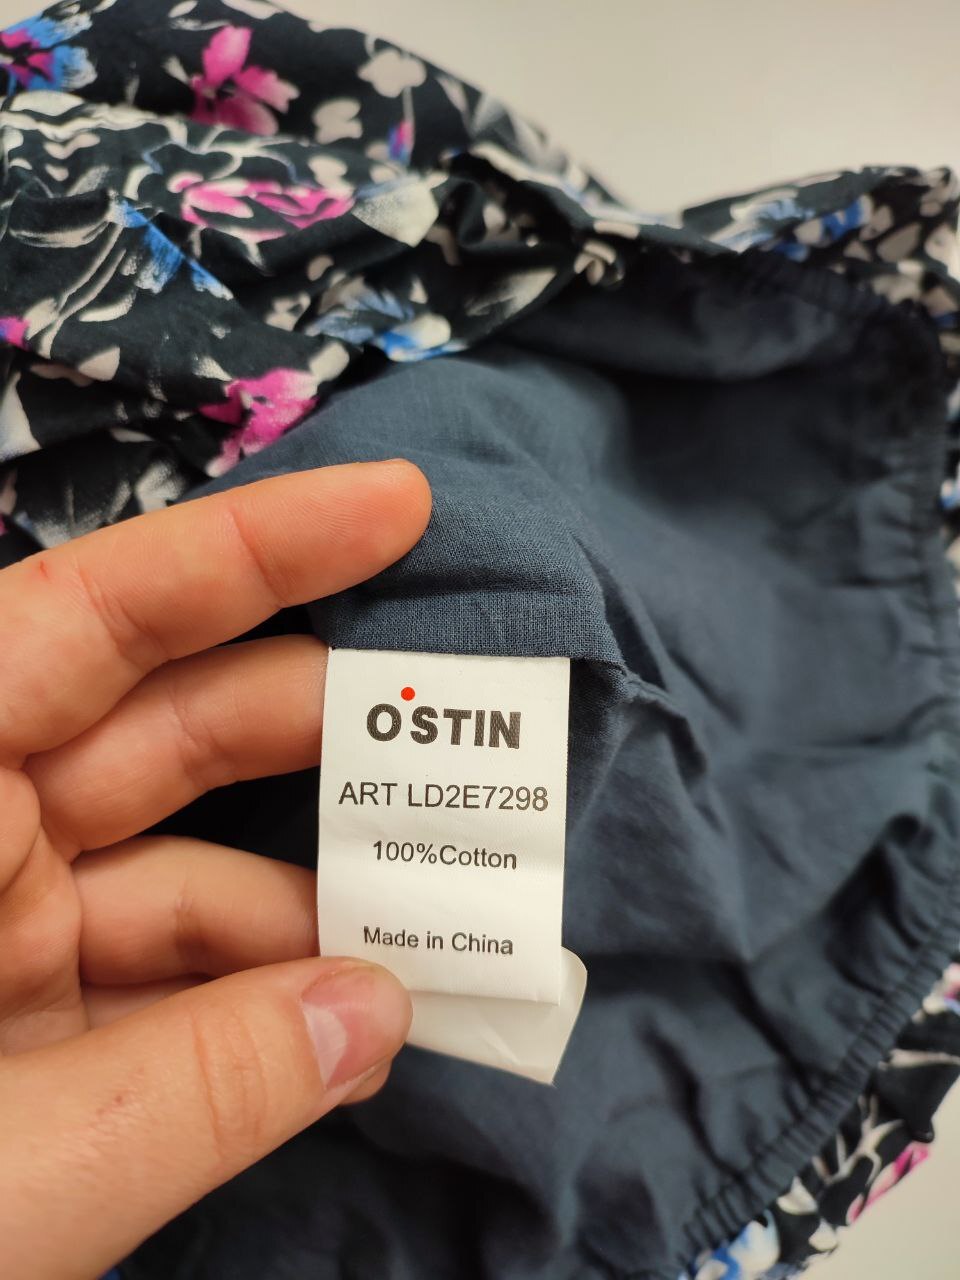 O'STIN
ART LD2E7298
100%Cotton
Made in China